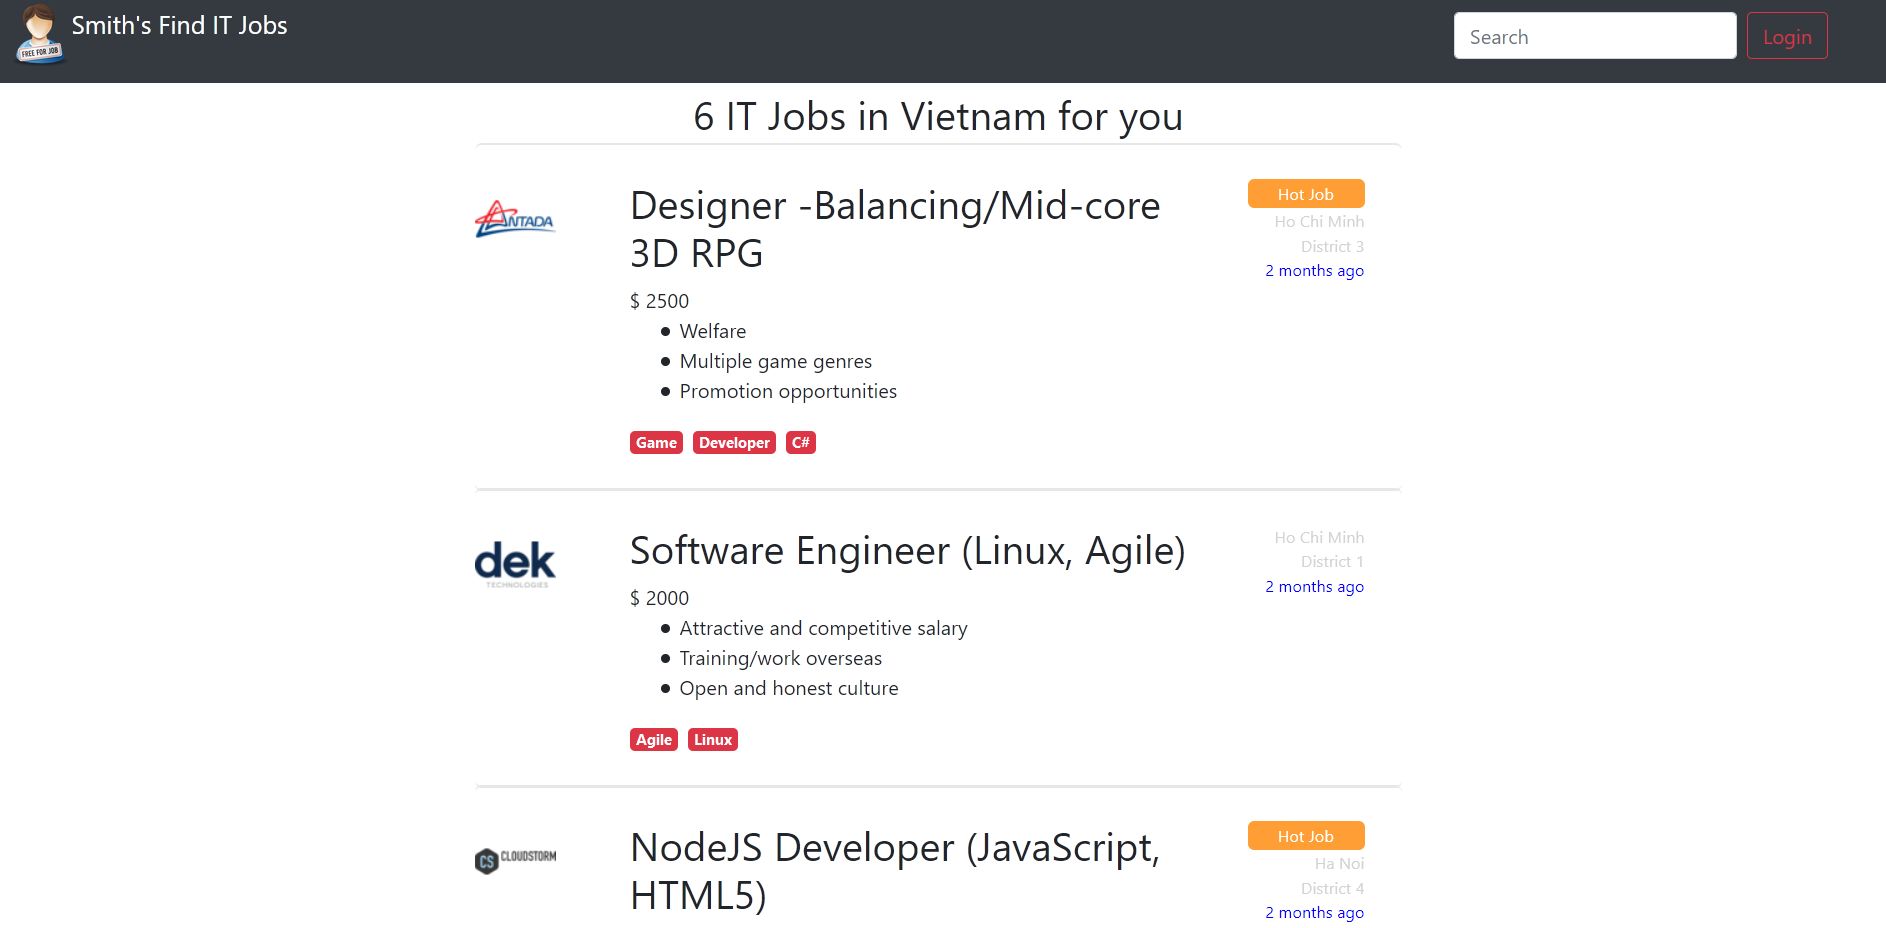 FREE FOR JOB
Smith's Find IT Jobs
Search
Login
6 IT Jobs in Vietnam for you
ANTADA
Designer -Balancing/Mid-core
3D RPG
Hot Job
Ho Chi Minh
District 3
2 months ago
$ 2500
● Welfare
● Multiple game genres
● Promotion opportunities
Game Developer C#
dek
TECHNOLOGIES
Software Engineer (Linux, Agile)
Ho Chi Minh
District 1
2 months ago
$ 2000
● Attractive and competitive salary
● Training/work overseas
● Open and honest culture
Agile Linux
CS CLOUDSTORM
NodeJS Developer (JavaScript,
HTML5)
Hot Job
Ha Noi
District 4
2 months ago